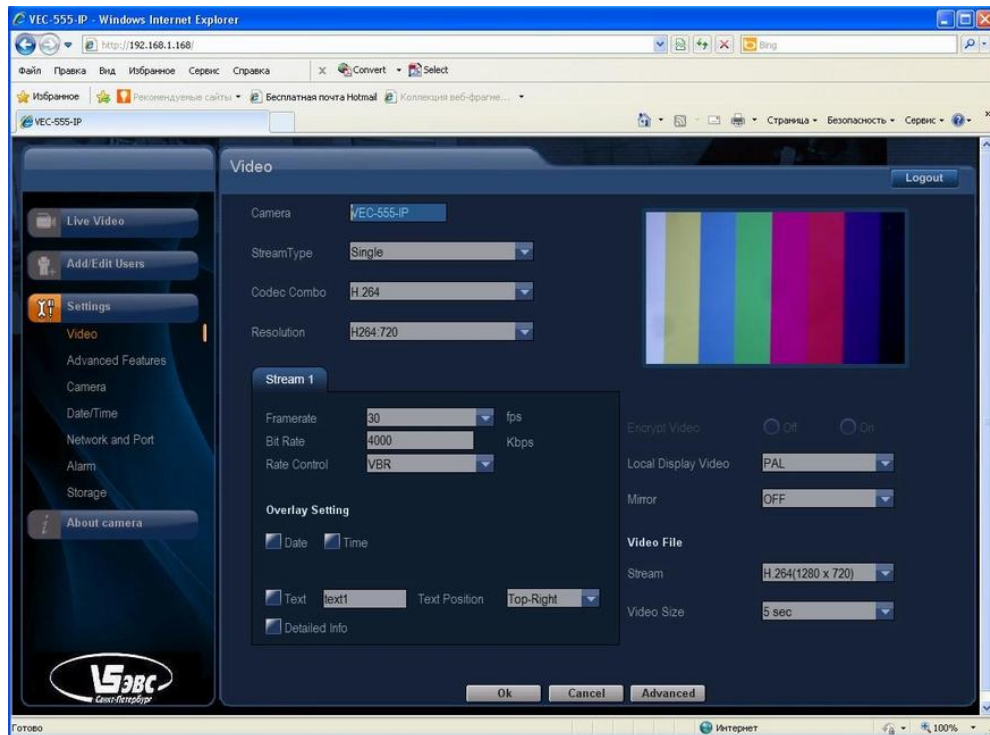 VEC-555-IP - Windows Internet Explorer
http://192.168.1.168/
Bing
Файл Правка Вид Избранное Сервис Справка
x Convert Select
Избранное Рекомендуемые сайты Бесплатная почта Hotmail Коллекция веб-фрагме...
VEC-555-IP
Страница Безопасность Сервис
Video
Logout
Live Video
Add/Edit Users
Settings
Video
Advanced Features
Camera
Date/Time
Network and Port
Alarm
Storage
About camera
Camera VEC-555-IP
StreamType Single
Codec Combo H.264
Resolution H264:720
Stream 1
Framerate 30 fps
Bit Rate 4000 Kbps
Rate Control VBR
Overlay Setting
Date Time
Text text1 Text Position Top-Right
Detailed Info
Encrypt Video Off On
Local Display Video PAL
Mirror OFF
Video File
Stream H.264(1280 x 720)
Video Size 5 sec
Ok Cancel Advanced
ЭВС
Санкт-Петербург
Готово
Интернет
100%